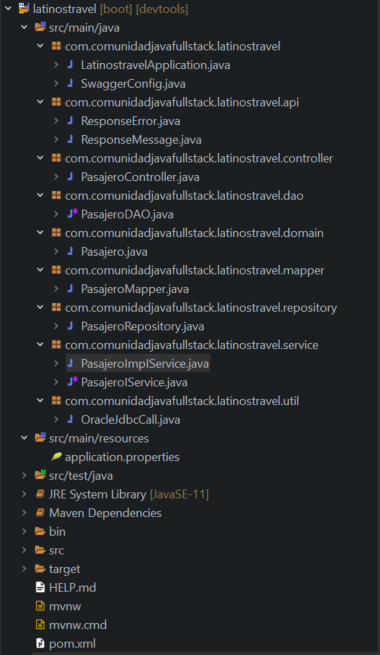 latinostravel [boot] [devtools]
src/main/java
com.comunidadjavafullstack.latinostravel
LatinostravelApplication.java
SwaggerConfig.java
com.comunidadjavafullstack.latinostravel.api
ResponseError.java
ResponseMessage.java
com.comunidadjavafullstack.latinostravel.controller
PasajeroController.java
com.comunidadjavafullstack.latinostravel.dao
PasajeroDAO.java
com.comunidadjavafullstack.latinostravel.domain
Pasajero.java
com.comunidadjavafullstack.latinostravel.mapper
PasajeroMapper.java
com.comunidadjavafullstack.latinostravel.repository
PasajeroRepository.java
com.comunidadjavafullstack.latinostravel.service
PasajeroImplService.java
PasajeroIService.java
com.comunidadjavafullstack.latinostravel.util
OracleJdbcCall.java
src/main/resources
application.properties
src/test/java
JRE System Library [JavaSE-11]
Maven Dependencies
bin
src
target
HELP.md
mvnw
mvnw.cmd
pom.xml